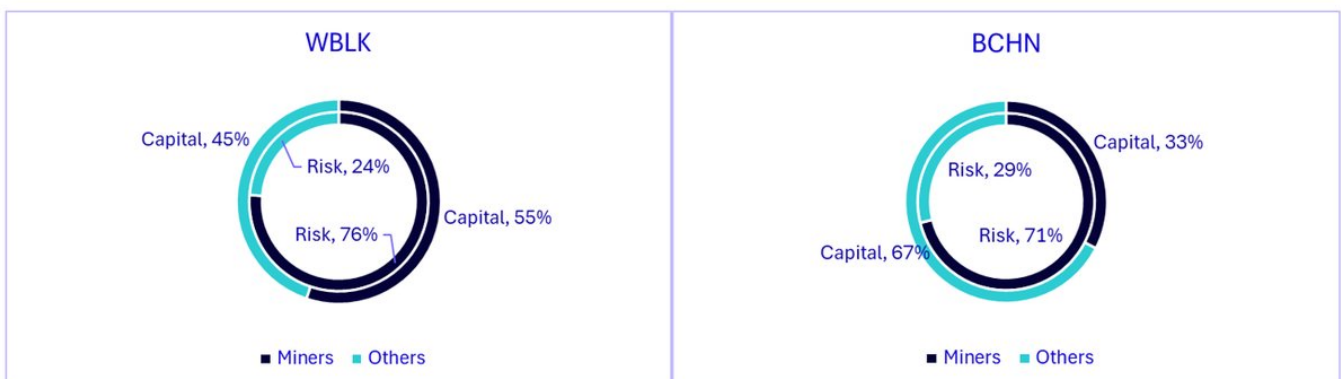 WBLK
Capital, 45%
Risk, 24%
Risk, 76%
Capital, 55%
Miners
Others
BCHN
Capital, 33%
Risk, 29%
Risk, 71%
Capital, 67%
Miners
Others